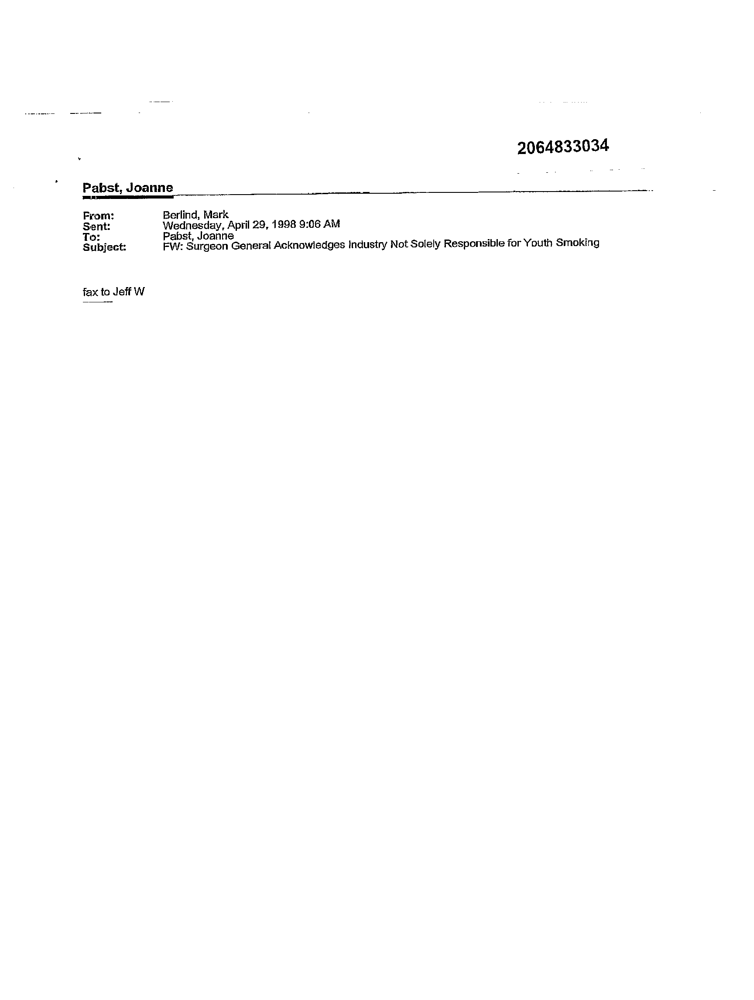 2064833034
Pabst, Joanne
From: Berlind, Mark
Sent: Wednesday, April 29, 1998 9:06 AM
To: Pabst, Joanne
Subject: FW: Surgeon General Acknowledges Industry Not Solely Responsible for Youth Smoking
fax to Jeff W